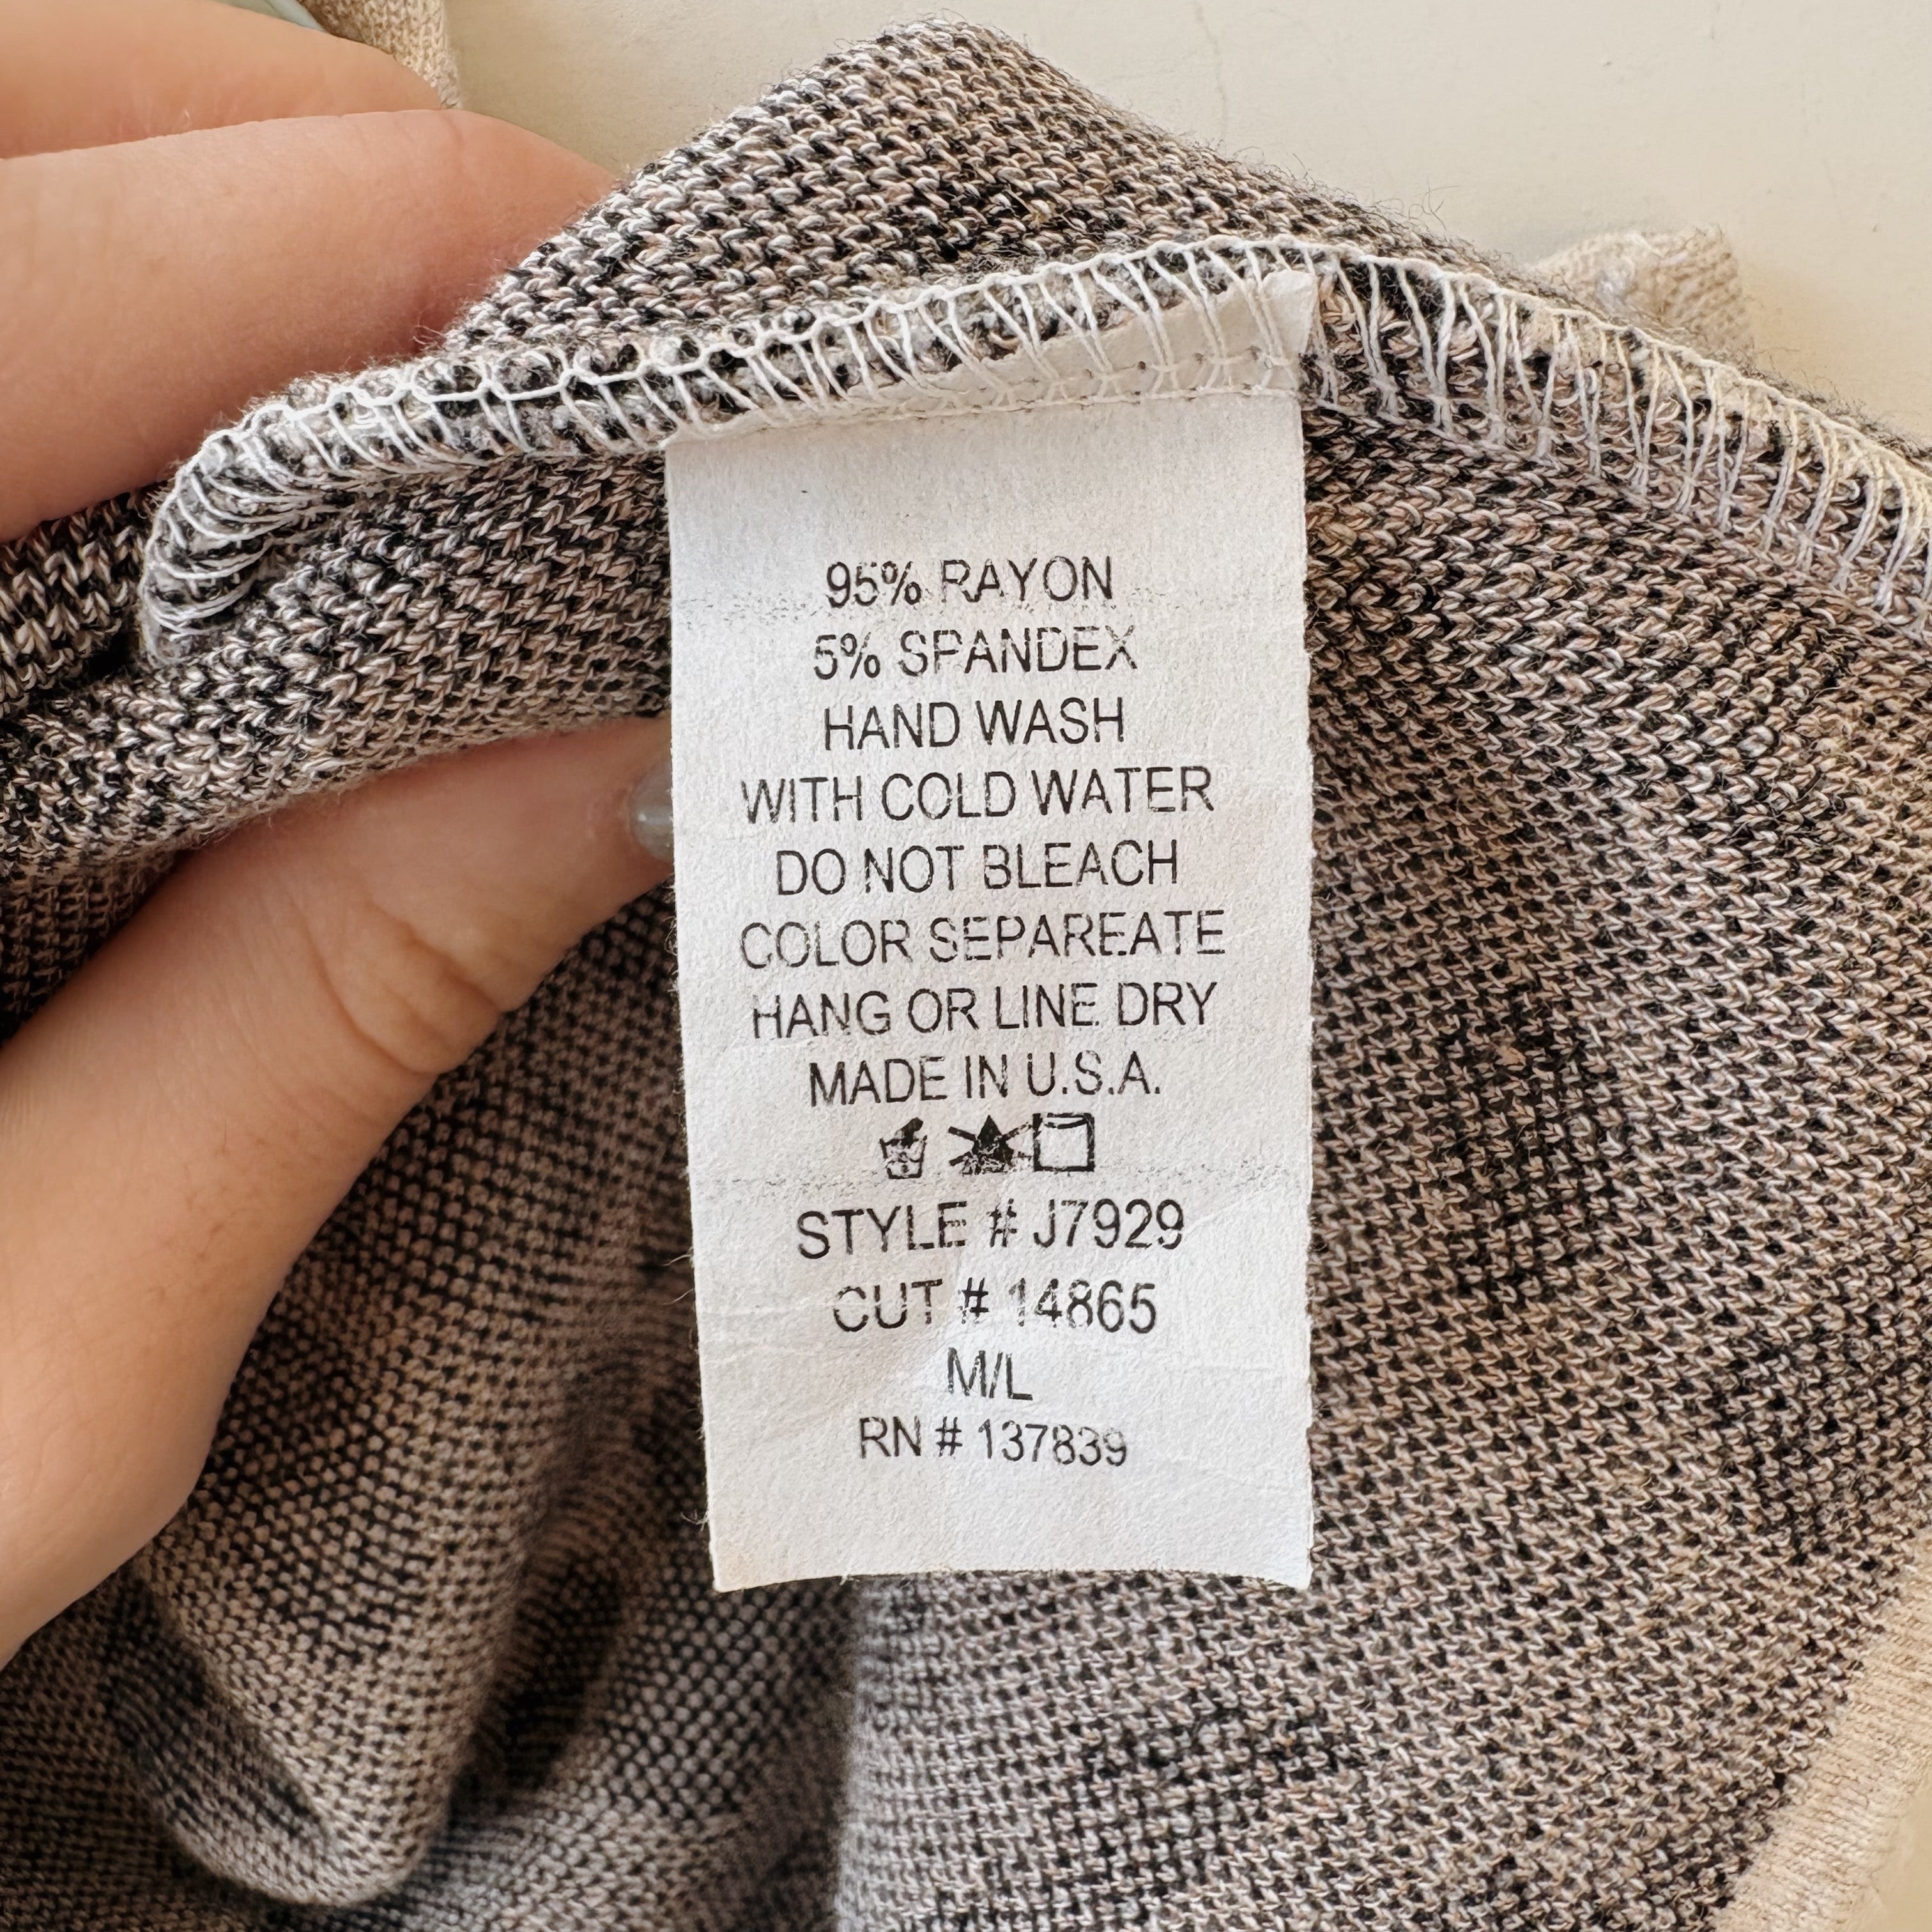 95% RAYON
5% SPANDEX
HAND WASH
WITH COLD WATER
DO NOT BLEACH
COLOR SEPAREATE
HANG OR LINE DRY
MADE IN U.S.A.
STYLE # J7929
CUT # 14865
M/L
RN # 137839